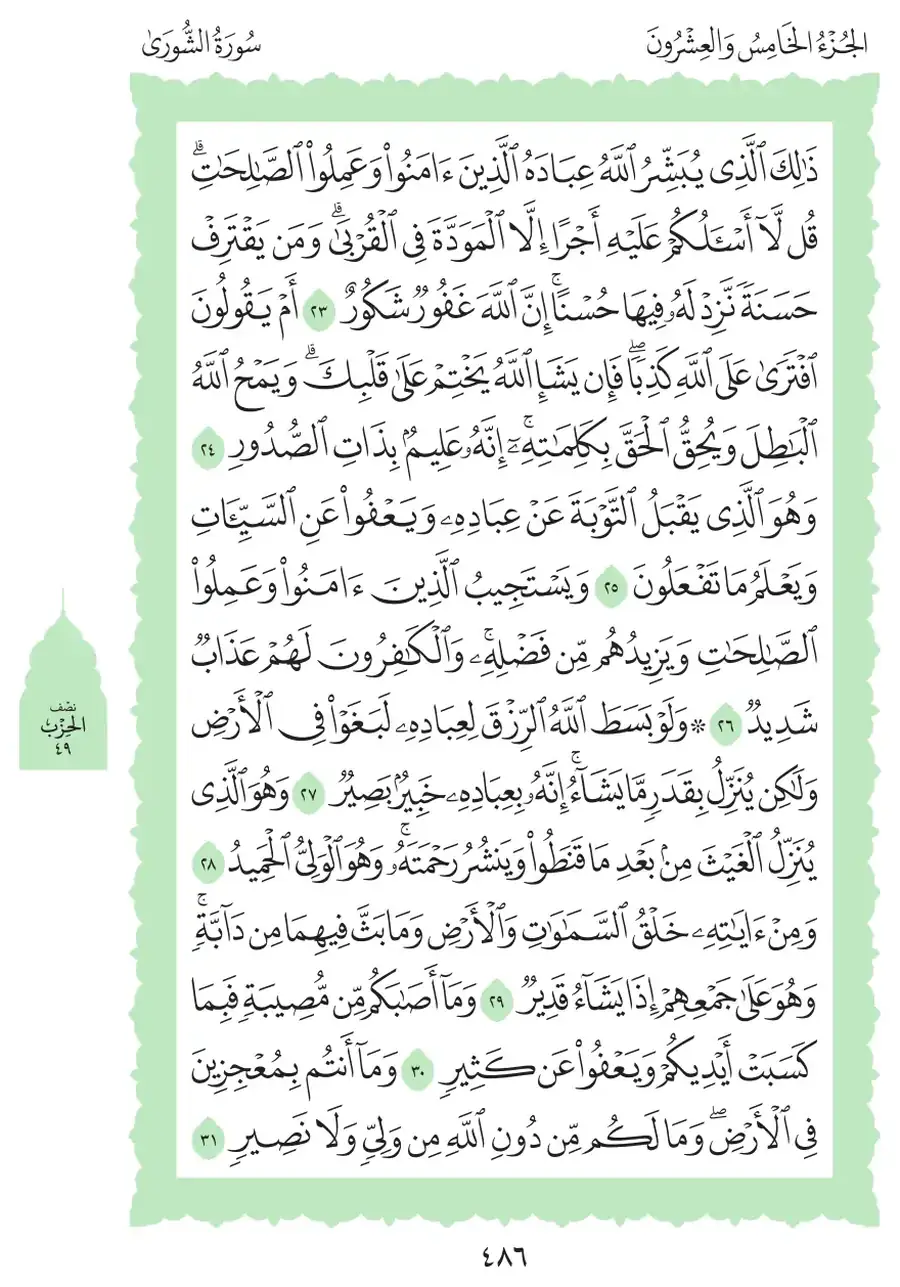 الجُزْءُ الخَامِسُ وَالعِشْرُونَ
سُورَةُ الشُّورَىٰ
ذَٰلِكَ ٱلَّذِى يُبَشِّرُ ٱللَّهُ عِبَادَهُ ٱلَّذِينَ ءَامَنُوا۟ وَعَمِلُوا۟ ٱلصَّـٰلِحَـٰتِ ۗ
قُل لَّآ أَسْـَٔلُكُمْ عَلَيْهِ أَجْرًا إِلَّا ٱلْمَوَدَّةَ فِى ٱلْقُرْبَىٰ ۗ وَمَن يَقْتَرِفْ
حَسَنَةً نَّزِدْ لَهُۥ فِيهَا حُسْنًا ۚ إِنَّ ٱللَّهَ غَفُورٌ شَكُورٌ ٢٣ أَمْ يَقُولُونَ
ٱفْتَرَىٰ عَلَى ٱللَّهِ كَذِبًا ۖ فَإِن يَشَإِ ٱللَّهُ يَخْتِمْ عَلَىٰ قَلْبِكَ ۗ وَيَمْحُ ٱللَّهُ
ٱلْبَـٰطِلَ وَيُحِقُّ ٱلْحَقَّ بِكَلِمَـٰتِهِۦٓ ۚ إِنَّهُۥ عَلِيمٌۢ بِذَاتِ ٱلصُّدُورِ ٢٤
وَهُوَ ٱلَّذِى يَقْبَلُ ٱلتَّوْبَةَ عَنْ عِبَادِهِۦ وَيَعْفُوا۟ عَنِ ٱلسَّيِّـَٔاتِ
وَيَعْلَمُ مَا تَفْعَلُونَ ٢٥ وَيَسْتَجِيبُ ٱلَّذِينَ ءَامَنُوا۟ وَعَمِلُوا۟
ٱلصَّـٰلِحَـٰتِ وَيَزِيدُهُم مِّن فَضْلِهِۦ ۚ وَٱلْكَـٰفِرُونَ لَهُمْ عَذَابٌ
شَدِيدٌ ٢٦ ۞ وَلَوْ بَسَطَ ٱللَّهُ ٱلرِّزْقَ لِعِبَادِهِۦ لَبَغَوْا۟ فِى ٱلْأَرْضِ
وَلَـٰكِن يُنَزِّلُ بِقَدَرٍ مَّا يَشَآءُ ۚ إِنَّهُۥ بِعِبَادِهِۦ خَبِيرٌۢ بَصِيرٌ ٢٧ وَهُوَ ٱلَّذِى
يُنَزِّلُ ٱلْغَيْثَ مِنۢ بَعْدِ مَا قَنَطُوا۟ وَيَنشُرُ رَحْمَتَهُۥ ۚ وَهُوَ ٱلْوَلِىُّ ٱلْحَمِيدُ ٢٨
وَمِنْ ءَايَـٰتِهِۦ خَلْقُ ٱلسَّمَـٰوَٰتِ وَٱلْأَرْضِ وَمَا بَثَّ فِيهِمَا مِن دَآبَّةٍ ۚ
وَهُوَ عَلَىٰ جَمْعِهِمْ إِذَا يَشَآءُ قَدِيرٌ ٢٩ وَمَآ أَصَـٰبَكُم مِّن مُّصِيبَةٍ فَبِمَا
كَسَبَتْ أَيْدِيكُمْ وَيَعْفُوا۟ عَن كَثِيرٍ ٣٠ وَمَآ أَنتُم بِمُعْجِزِينَ
فِى ٱلْأَرْضِ ۖ وَمَا لَكُم مِّن دُونِ ٱللَّهِ مِن وَلِىٍّ وَلَا نَصِيرٍ ٣١
نصْف
الحِزْب
٤٩
٤٨٦